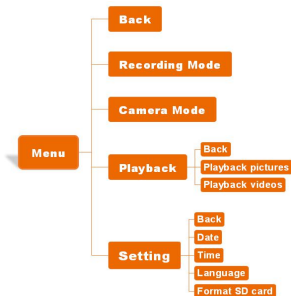 Menu
Back
Recording Mode
Camera Mode
Playback
Back
Playback pictures
Playback videos
Setting
Back
Date
Time
Language
Format SD card